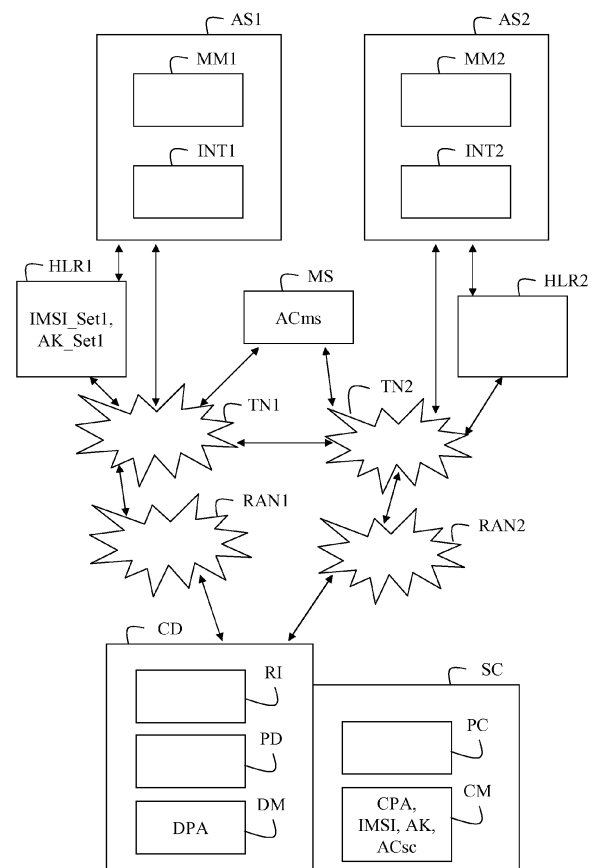 AS1
AS2
MM1
MM2
INT1
INT2
HLR1
MS
HLR2
IMSI_Set1,
AK_Set1
ACms
TN1
TN2
RAN1
RAN2
CD
SC
RI
PC
PD
CM
DM
CPA,
IMSI, AK,
ACsc
DPA